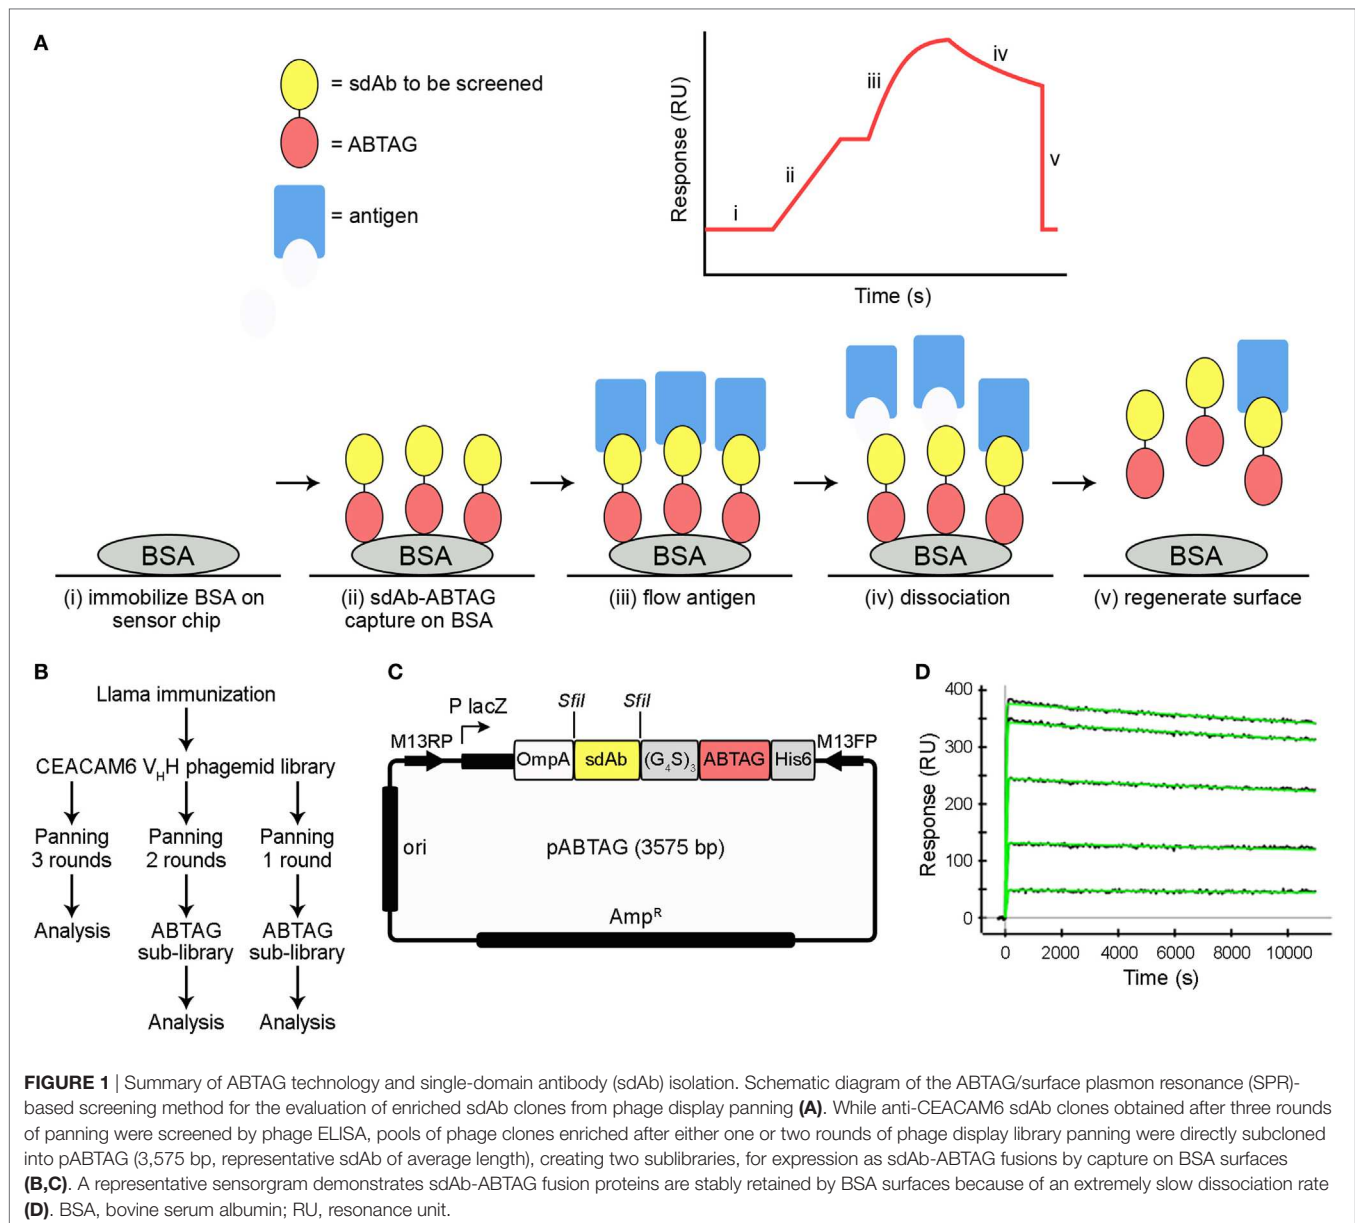 A
= sdAb to be screened
= ABTAG
= antigen
Response (RU)
i
ii
iii
iv
v
Time (s)
BSA
BSA
BSA
BSA
BSA
(i) immobilize BSA on
sensor chip
(ii) sdAb-ABTAG
capture on BSA
(iii) flow antigen
(iv) dissociation
(v) regenerate surface
B
Llama immunization
CEACAM6 VHH phagemid library
Panning
3 rounds
Analysis
Panning
2 rounds
ABTAG
sub-library
Analysis
Panning
1 round
ABTAG
sub-library
Analysis
C
P lacZ
SfiI
SfiI
M13RP
OmpA
sdAb
(G4S)3
ABTAG
His6
M13FP
ori
pABTAG (3575 bp)
AmpR
D
Response (RU)
400
300
200
100
0
0 2000 4000 6000 8000 10000
Time (s)
FIGURE 1 | Summary of ABTAG technology and single-domain antibody (sdAb) isolation. Schematic diagram of the ABTAG/surface plasmon resonance (SPR)-
based screening method for the evaluation of enriched sdAb clones from phage display panning (A). While anti-CEACAM6 sdAb clones obtained after three rounds
of panning were screened by phage ELISA, pools of phage clones enriched after either one or two rounds of phage display library panning were directly subcloned
into pABTAG (3,575 bp, representative sdAb of average length), creating two sublibraries, for expression as sdAb-ABTAG fusions by capture on BSA surfaces
(B,C). A representative sensorgram demonstrates sdAb-ABTAG fusion proteins are stably retained by BSA surfaces because of an extremely slow dissociation rate
(D). BSA, bovine serum albumin; RU, resonance unit.